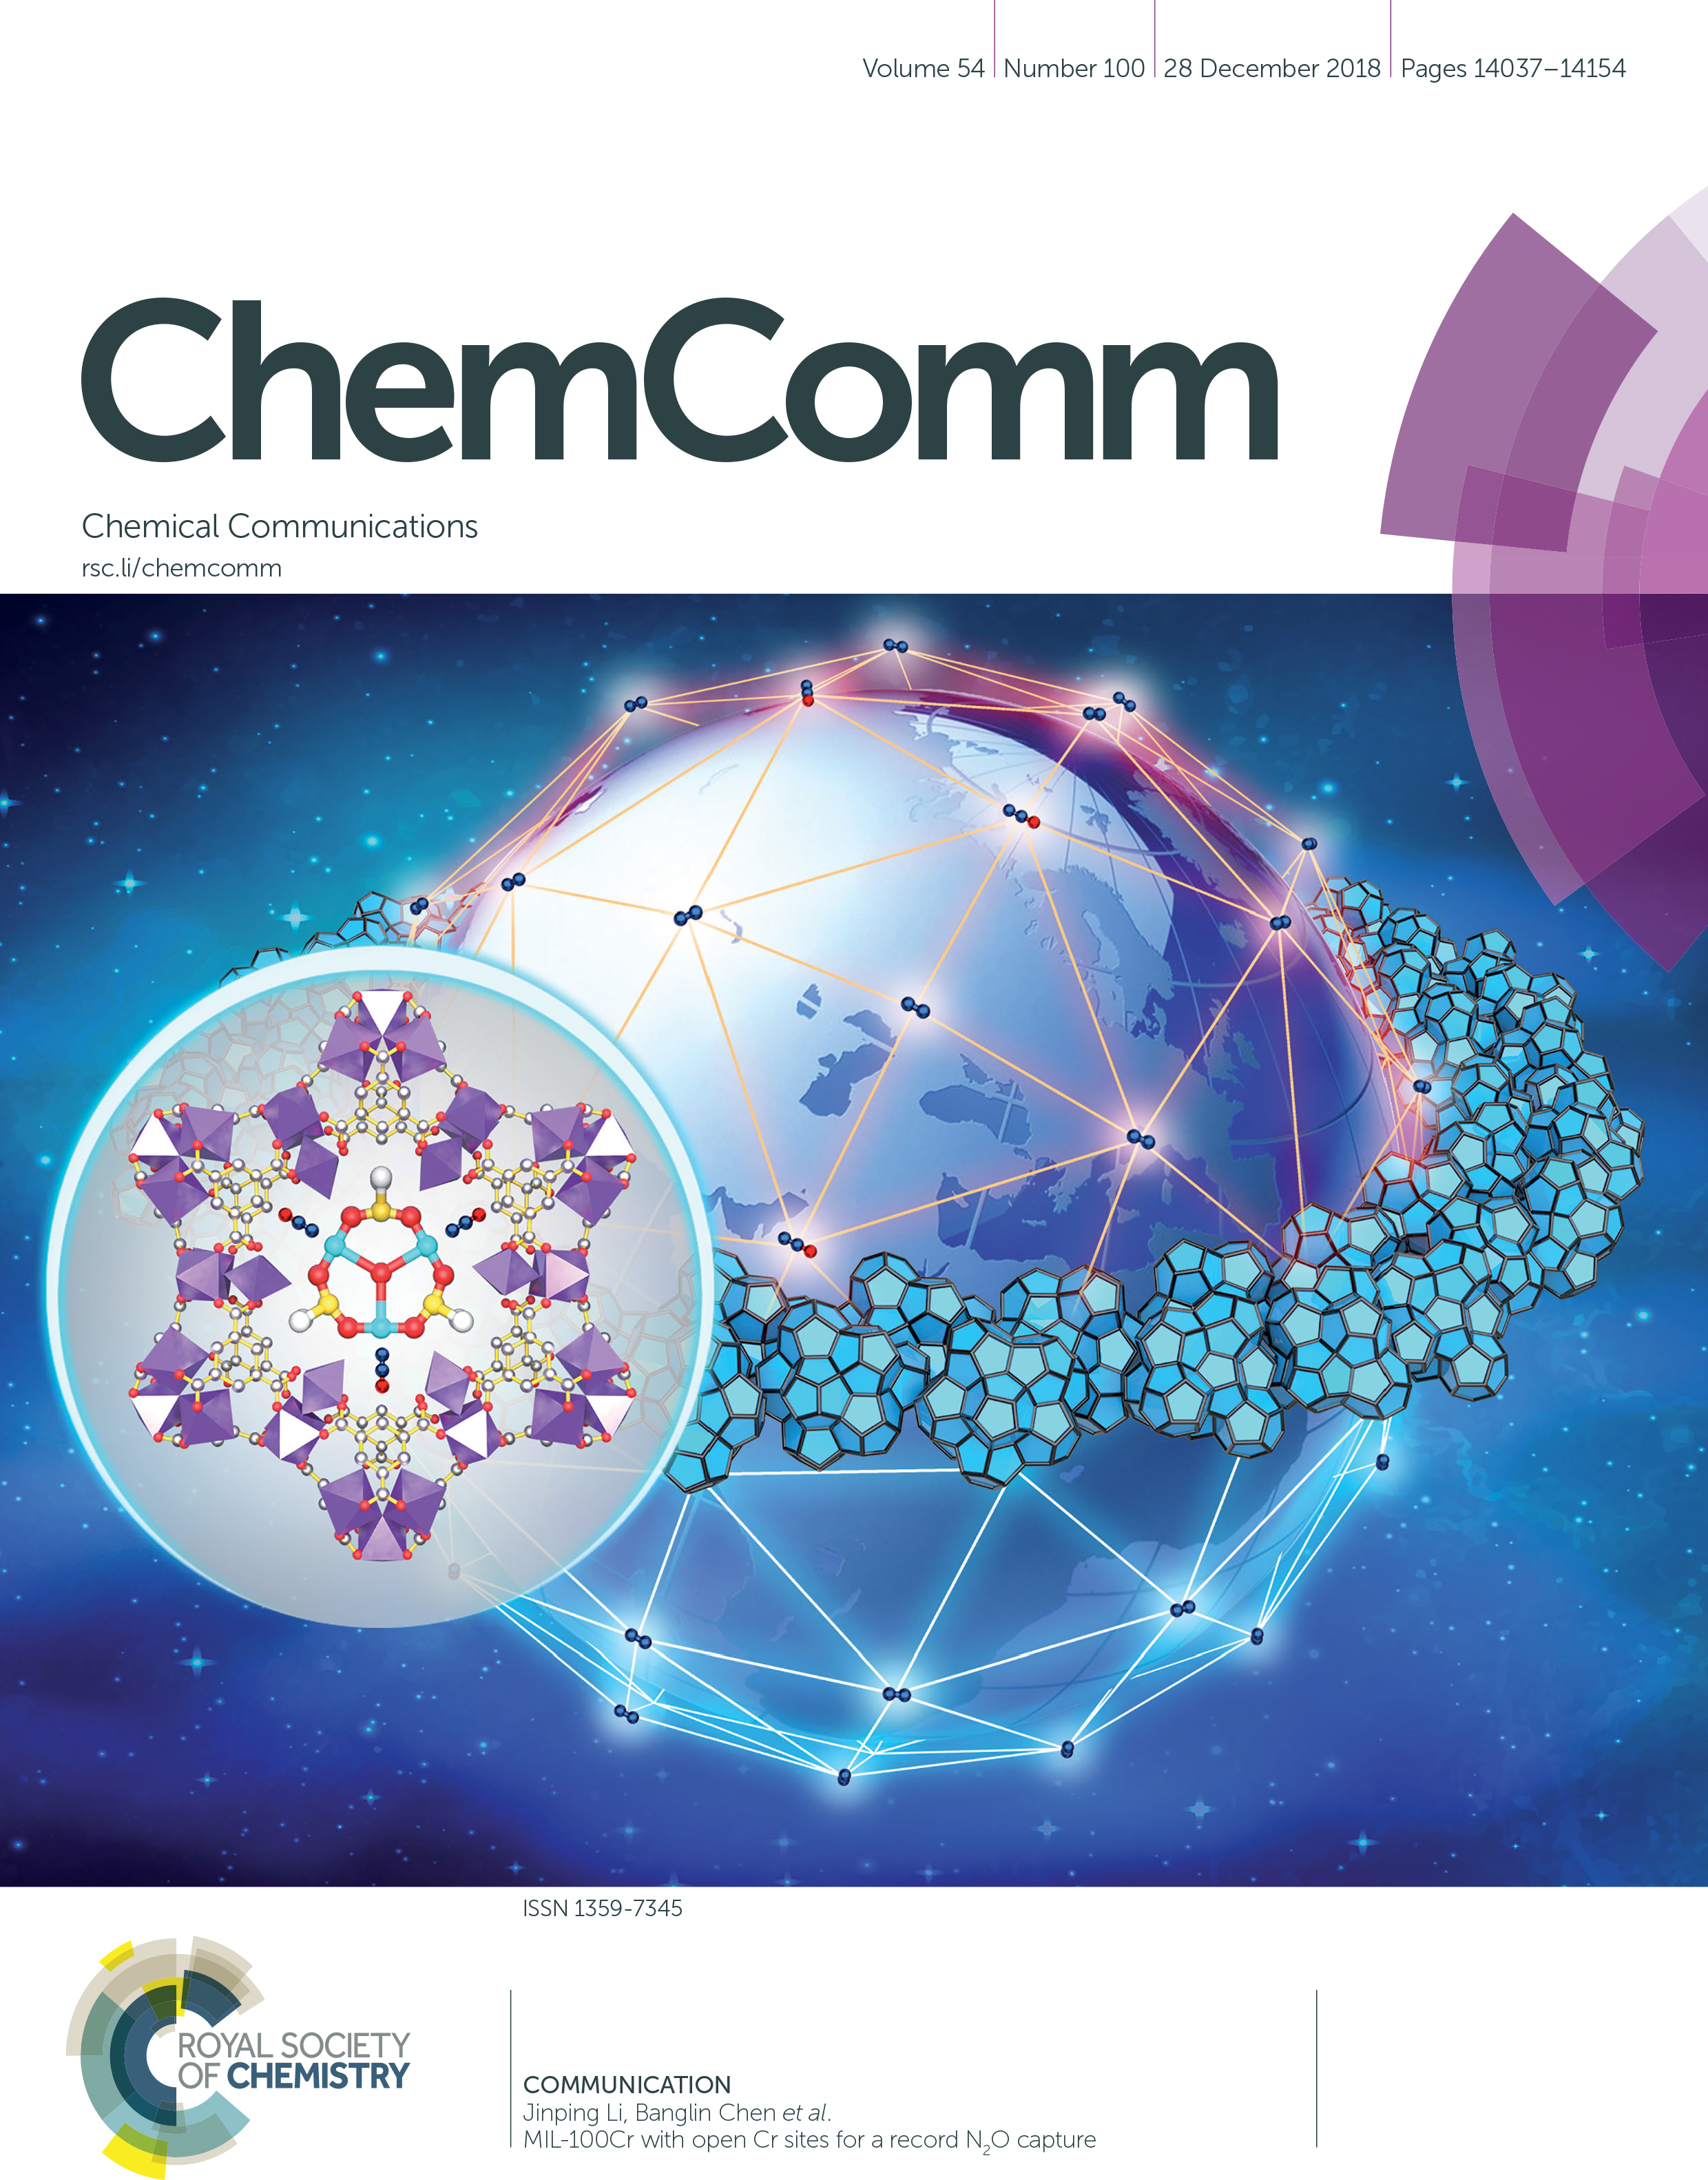 Volume 54 | Number 100 | 28 December 2018 | Pages 14037–14154
ChemComm
Chemical Communications
rsc.li/chemcomm
ISSN 1359-7345
ROYAL SOCIETY
OF CHEMISTRY
COMMUNICATION
Jinping Li, Banglin Chen et al.
MIL-100Cr with open Cr sites for a record N₂O capture